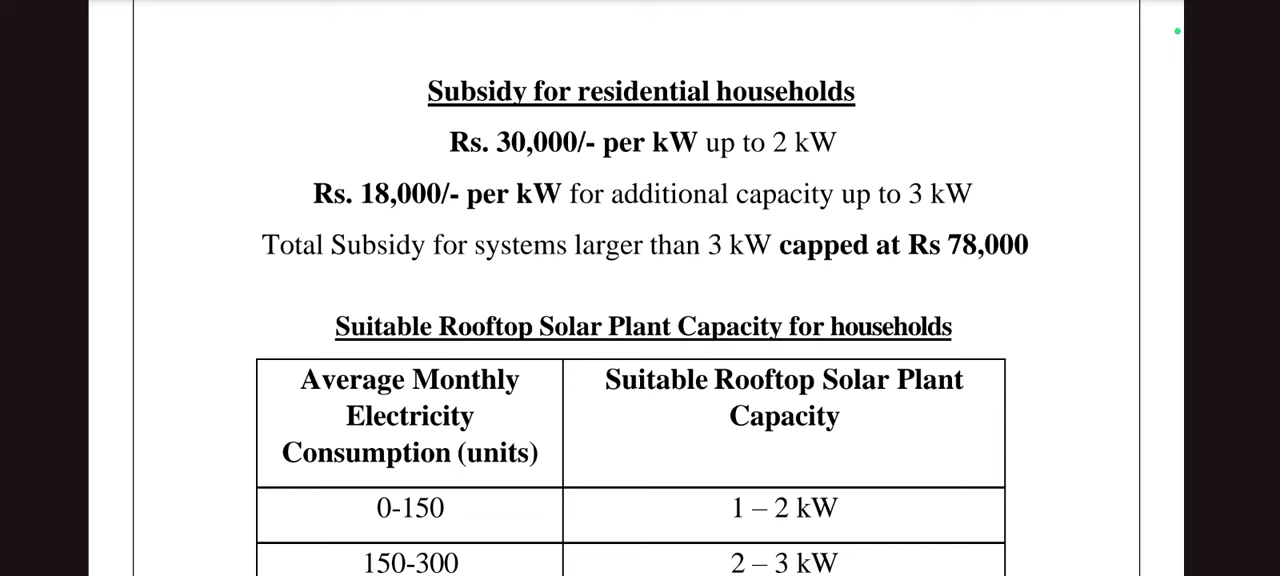 Subsidy for residential households
Rs. 30,000/- per kW up to 2 kW
Rs. 18,000/- per kW for additional capacity up to 3 kW
Total Subsidy for systems larger than 3 kW capped at Rs 78,000
Suitable Rooftop Solar Plant Capacity for households
Average Monthly
Electricity
Consumption (units)
Suitable Rooftop Solar Plant
Capacity
0-150
1 – 2 kW
150-300
2 – 3 kW